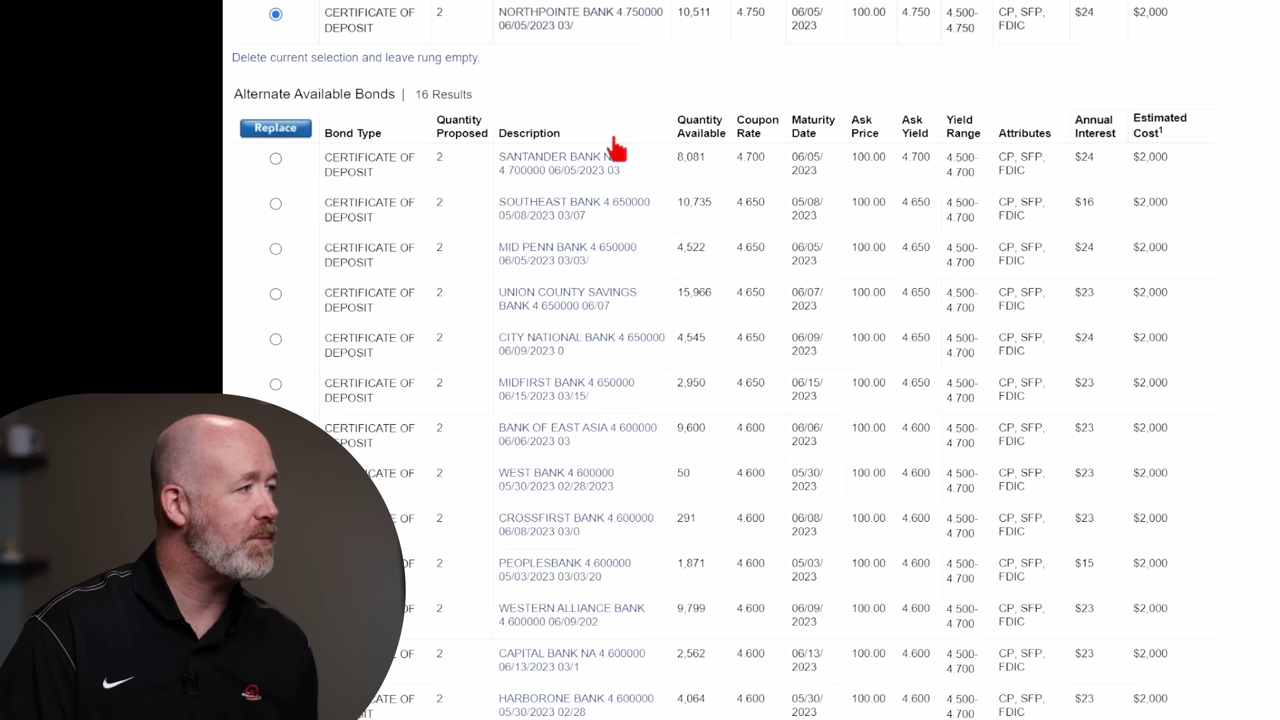 CERTIFICATE OF DEPOSIT 2 NORTHPOINTE BANK 4.750000 06/05/2023 03/ 10,511 4.750 06/05/2023 100.00 4.750 4.500-4.750 CP, SFP, FDIC $24 $2,000
Delete current selection and leave rung empty.
Alternate Available Bonds | 16 Results
Replace Bond Type Quantity Proposed Description Quantity Available Coupon Rate Maturity Date Ask Price Ask Yield Yield Range Attributes Annual Interest Estimated Cost1
CERTIFICATE OF DEPOSIT 2 SANTANDER BANK 4.700000 06/05/2023 03 8,081 4.700 06/05/2023 100.00 4.700 4.500-4.700 CP, SFP, FDIC $24 $2,000
CERTIFICATE OF DEPOSIT 2 SOUTHEAST BANK 4.650000 05/08/2023 03/07 10,735 4.650 05/08/2023 100.00 4.650 4.500-4.700 CP, SFP, FDIC $16 $2,000
CERTIFICATE OF DEPOSIT 2 MID PENN BANK 4.650000 06/05/2023 03/03/ 4,522 4.650 06/05/2023 100.00 4.650 4.500-4.700 CP, SFP, FDIC $24 $2,000
CERTIFICATE OF DEPOSIT 2 UNION COUNTY SAVINGS BANK 4.650000 06/07 15,966 4.650 06/07/2023 100.00 4.650 4.500-4.700 CP, SFP, FDIC $23 $2,000
CERTIFICATE OF DEPOSIT 2 CITY NATIONAL BANK 4.650000 06/09/2023 0 4,545 4.650 06/09/2023 100.00 4.650 4.500-4.700 CP, SFP, FDIC $24 $2,000
CERTIFICATE OF DEPOSIT 2 MIDFIRST BANK 4.650000 06/15/2023 03/15/ 2,950 4.650 06/15/2023 100.00 4.650 4.500-4.700 CP, SFP, FDIC $23 $2,000
CERTIFICATE OF DEPOSIT 2 BANK OF EAST ASIA 4.600000 06/06/2023 03 9,600 4.600 06/06/2023 100.00 4.600 4.500-4.700 CP, SFP, FDIC $23 $2,000
CATE OF 2 WEST BANK 4.600000 05/30/2023 02/28/2023 50 4.600 05/30/2023 100.00 4.600 4.500-4.700 CP, SFP, FDIC $23 $2,000
OF 2 CROSSFIRST BANK 4.600000 06/08/2023 03/0 291 4.600 06/08/2023 100.00 4.600 4.500-4.700 CP, SFP, FDIC $23 $2,000
OF 2 PEOPLESBANK 4.600000 05/03/2023 03/03/20 1,871 4.600 05/03/2023 100.00 4.600 4.500-4.700 CP, SFP, FDIC $15 $2,000
OF 2 WESTERN ALLIANCE BANK 4.600000 06/09/202 9,799 4.600 06/09/2023 100.00 4.600 4.500-4.700 CP, SFP, FDIC $23 $2,000
OF 2 CAPITAL BANK NA 4.600000 06/13/2023 03/1 2,562 4.600 06/13/2023 100.00 4.600 4.500-4.700 CP, SFP, FDIC $23 $2,000
OF 2 HARBORONE BANK 4.600000 05/30/2023 02/28 4,064 4.600 05/30/2023 100.00 4.600 4.500-4.700 CP, SFP, FDIC $23 $2,000